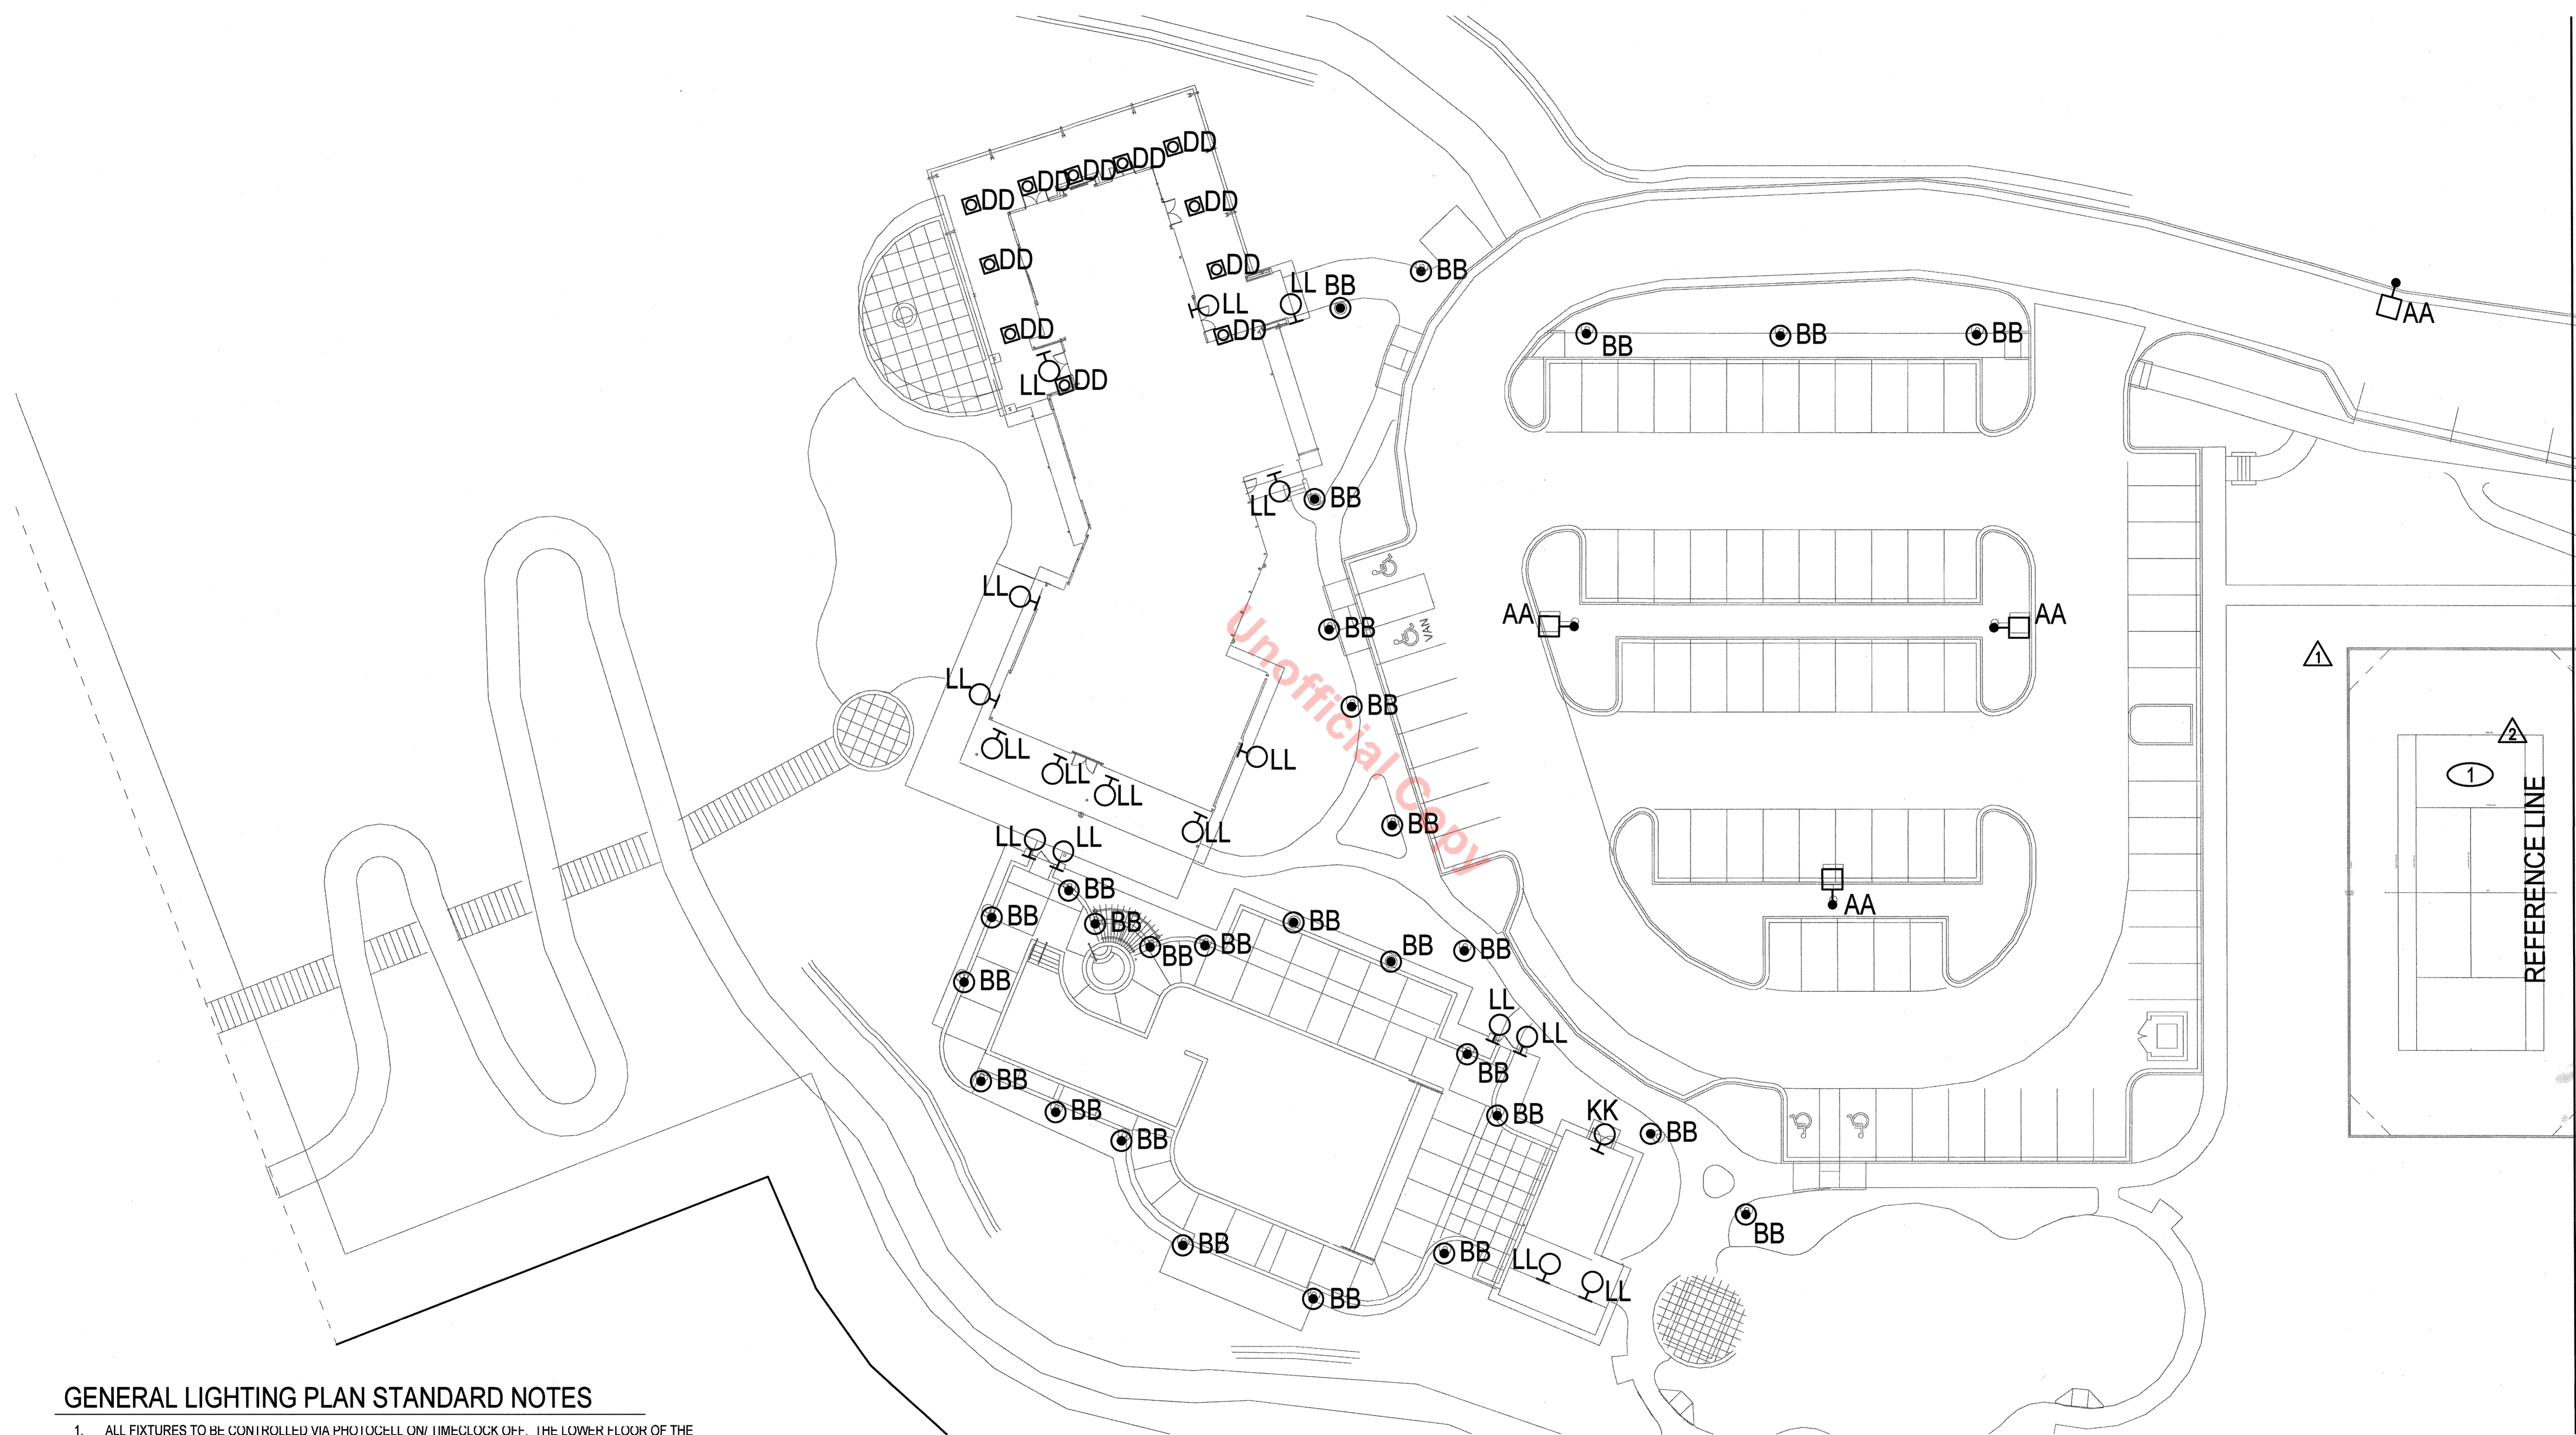 DD
DD
DD
DD
DD
DD
DD
DD
BB
LL
LL
BB
AA
DD
DD
BB
BB
BB
LL
DD
LL
BB
LL
AA
AA
BB
VAN
Unofficial Copy
1
LL
BB
2
LL
LL
LL
LL
1
REFERENCE LINE
BB
LL
LL
LL
BB
AA
BB
BB
BB
BB
BB
BB
BB
BB
LL
LL
BB
BB
BB
BB
KK
BB
BB
BB
BB
BB
LL
LL
BB
GENERAL LIGHTING PLAN STANDARD NOTES
1. ALL FIXTURES TO BE CONTROLLED VIA PHOTOCELL ON/ TIMECLOCK OFF. THE LOWER FLOOR OF THE